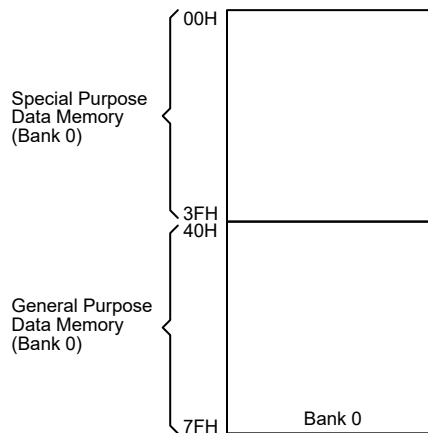 00H
Special Purpose
Data Memory
(Bank 0)
3FH
40H
General Purpose
Data Memory
(Bank 0)
7FH
Bank 0